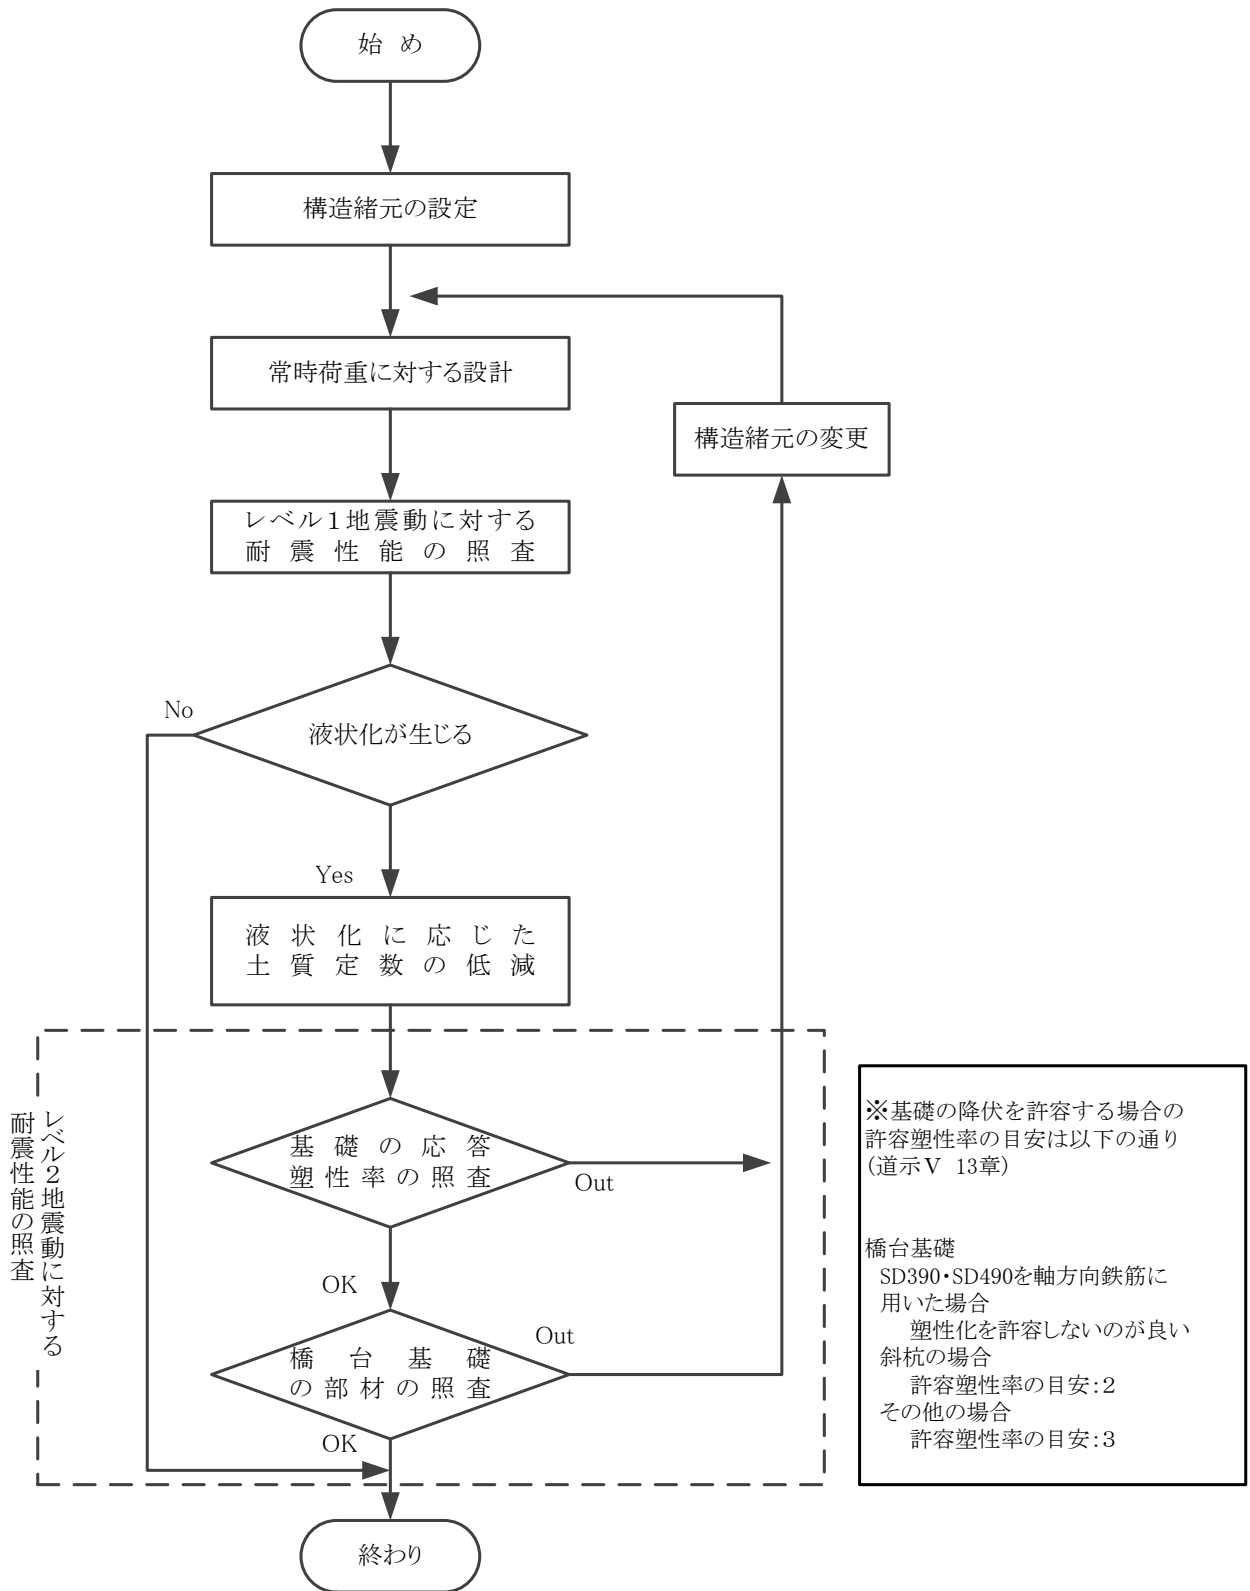 始 め
構造緒元の設定
常時荷重に対する設計
構造緒元の変更
レベル１地震動に対する
耐震性能の照査
No
液状化が生じる
Yes
液状化に応じた
土質定数の低減
レベル２地震動に対する
耐震性能の照査
基礎の応答
塑性率の照査
Out
OK
橋台基礎
の部材の照査
Out
OK
終わり
※基礎の降伏を許容する場合の
許容塑性率の目安は以下の通り
(道示Ⅴ 13章)
橋台基礎
SD390・SD490を軸方向鉄筋に
用いた場合
塑性化を許容しないのが良い
斜杭の場合
許容塑性率の目安：2
その他の場合
許容塑性率の目安：3